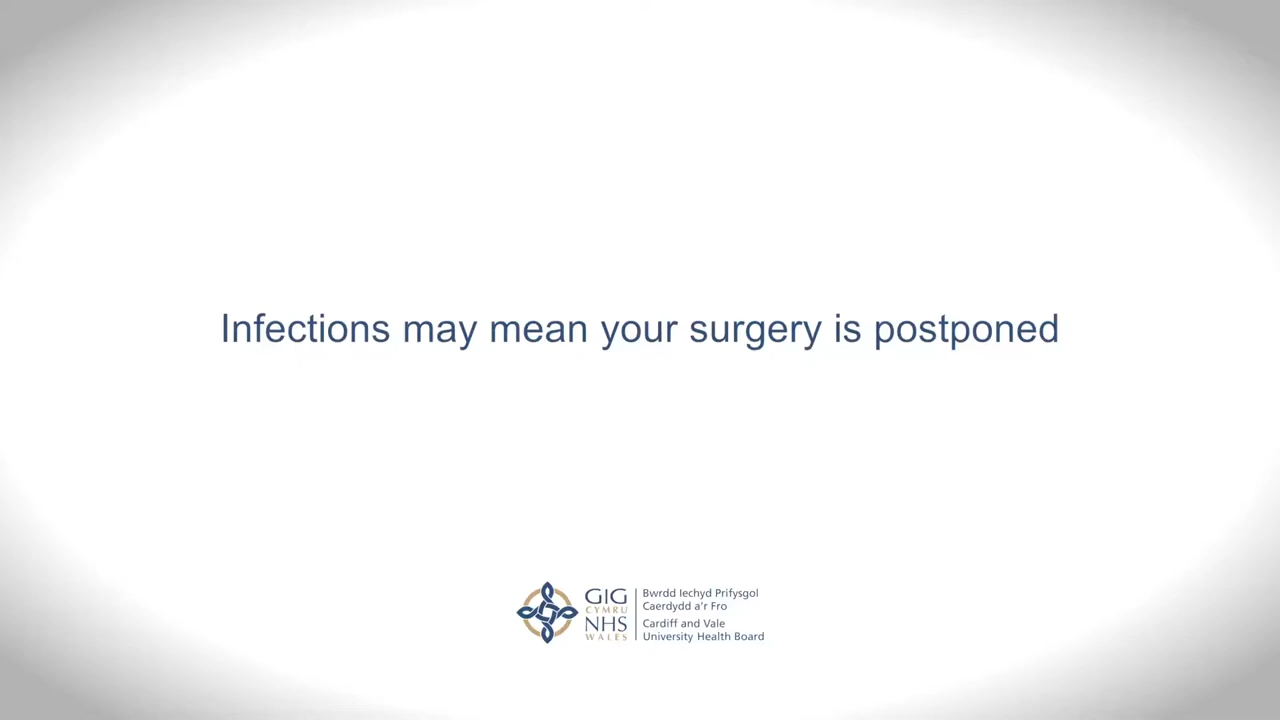 Infections may mean your surgery is postponed
GIG
CYMRU
NHS
WALES
Bwrdd Iechyd Prifysgol
Caerdydd a'r Fro
Cardiff and Vale
University Health Board